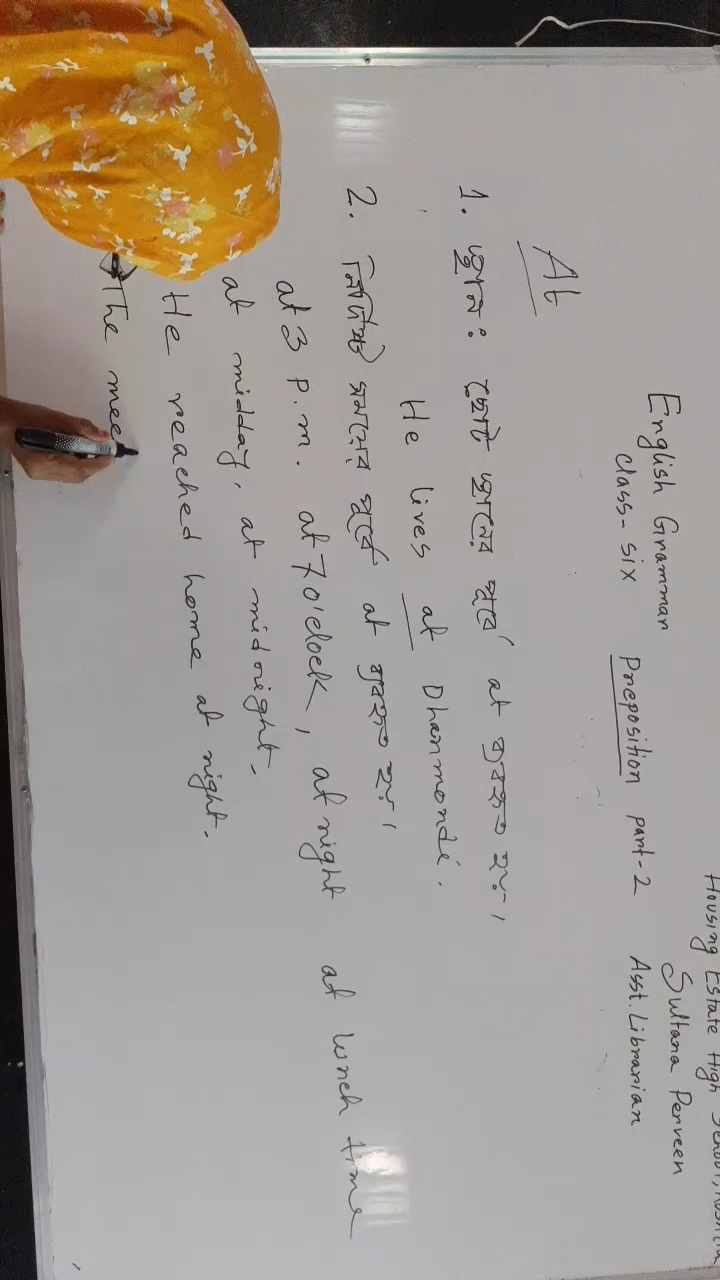 Housing Estate High School,
Sultana Perveen
Asst. Librarian
English Grammar
class - six Preposition part-2
At
1. স্থান : ছোট স্থানের পূর্বে at ব্যবহৃত হয়।
He lives at Dhanmondi.
2. নির্দিষ্ট সময়ের পূর্বে at ব্যবহৃত হয়।
at 3 p.m. at 7 o'clock, at night at lunch time
at midday, at midnight.
He reached home at night.
The mee